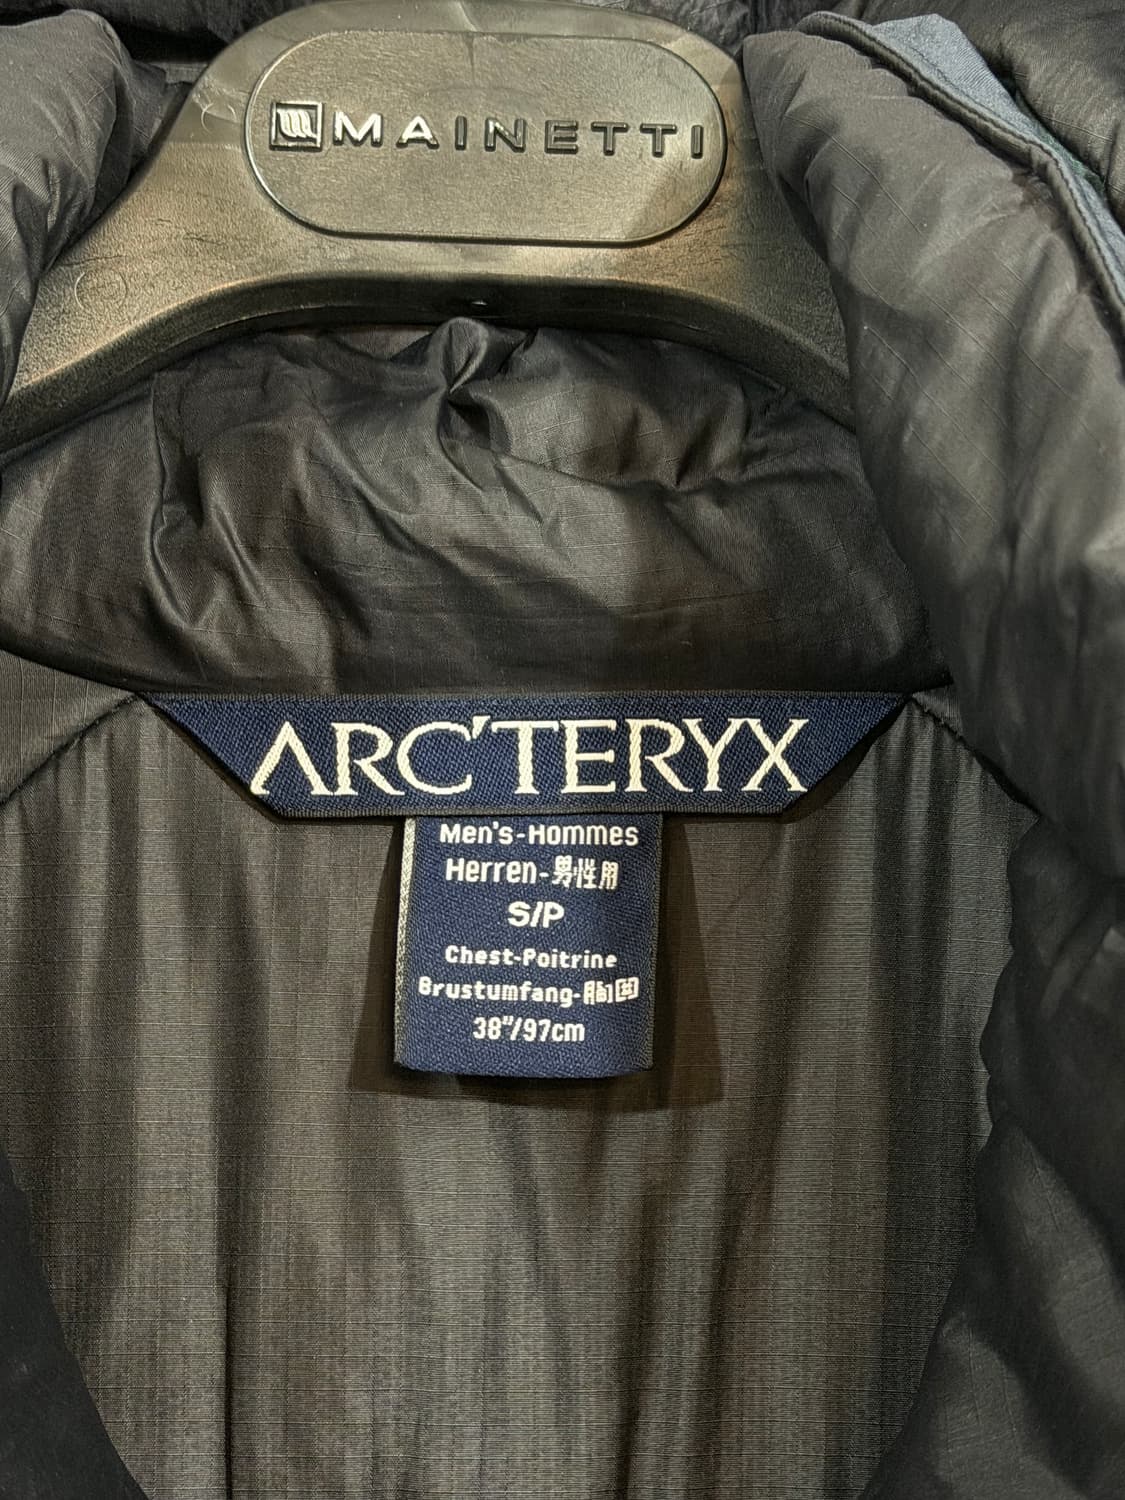 MAINETTI
ARC'TERYX
Men's-Hommes
Herren-男性用
S/P
Chest-Poitrine
Brustumfang-胸囲
38"/97cm